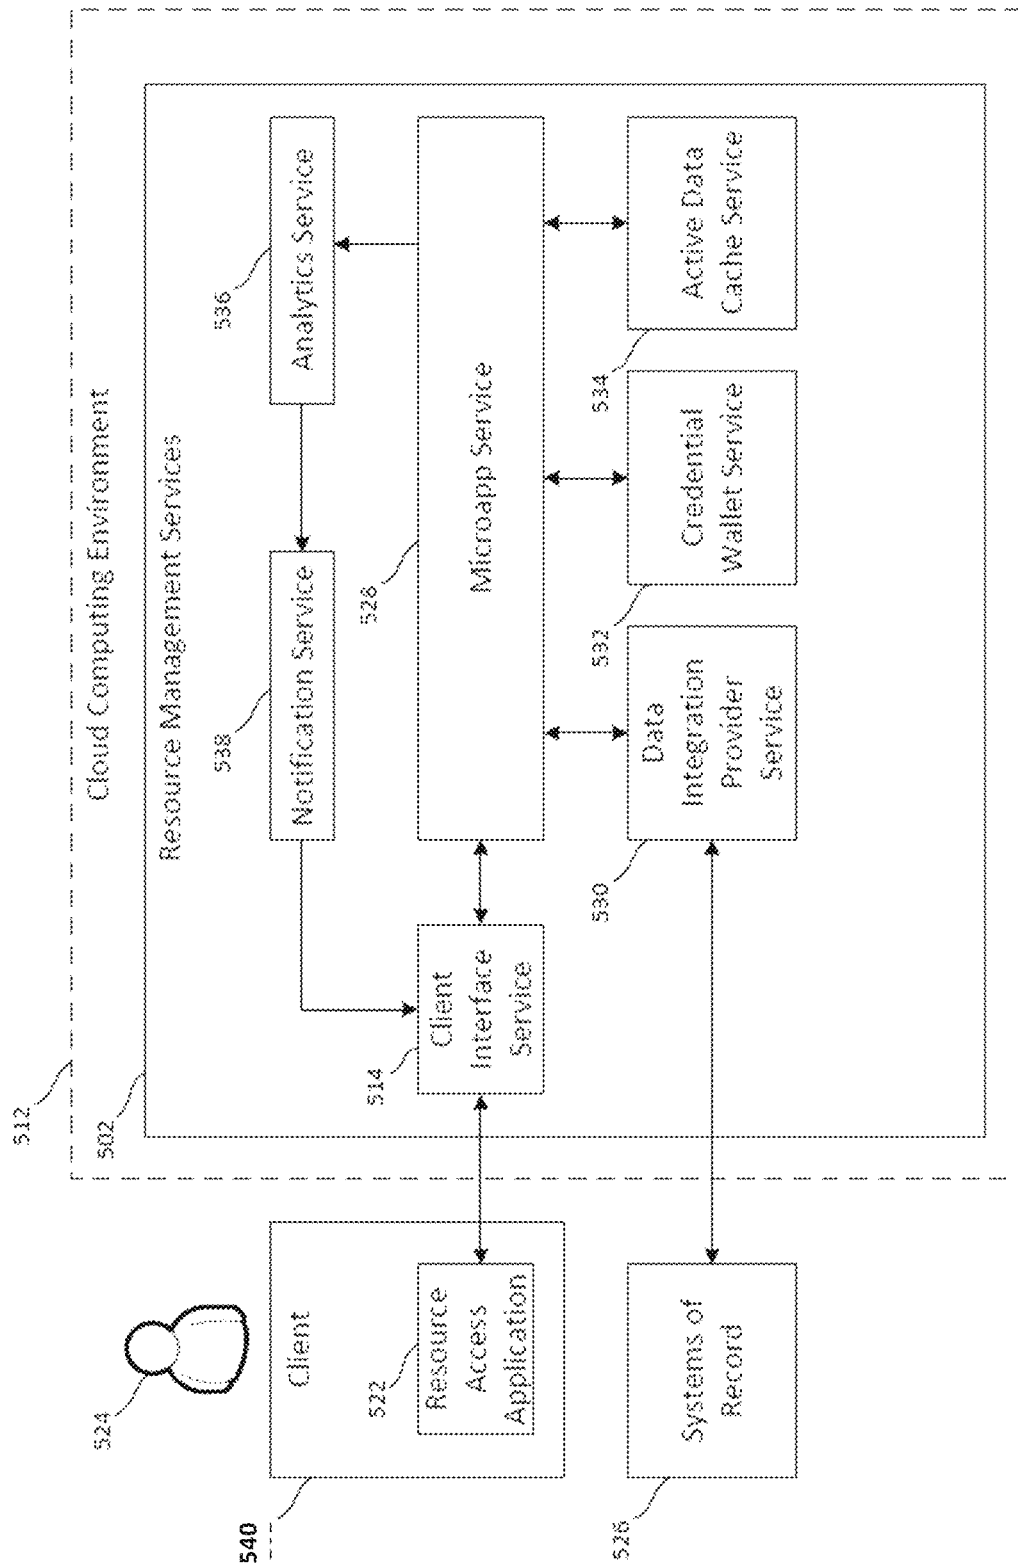 512
Cloud Computing Environment
502
Resource Management Services
524
540
Client
522
Resource
Access
Application
538
Notification Service
536
Analytics Service
514
Client
Interface
Service
528
Microapp Service
526
Systems of
Record
530
Data
Integration
Provider
Service
532
Credential
Wallet Service
534
Active Data
Cache Service